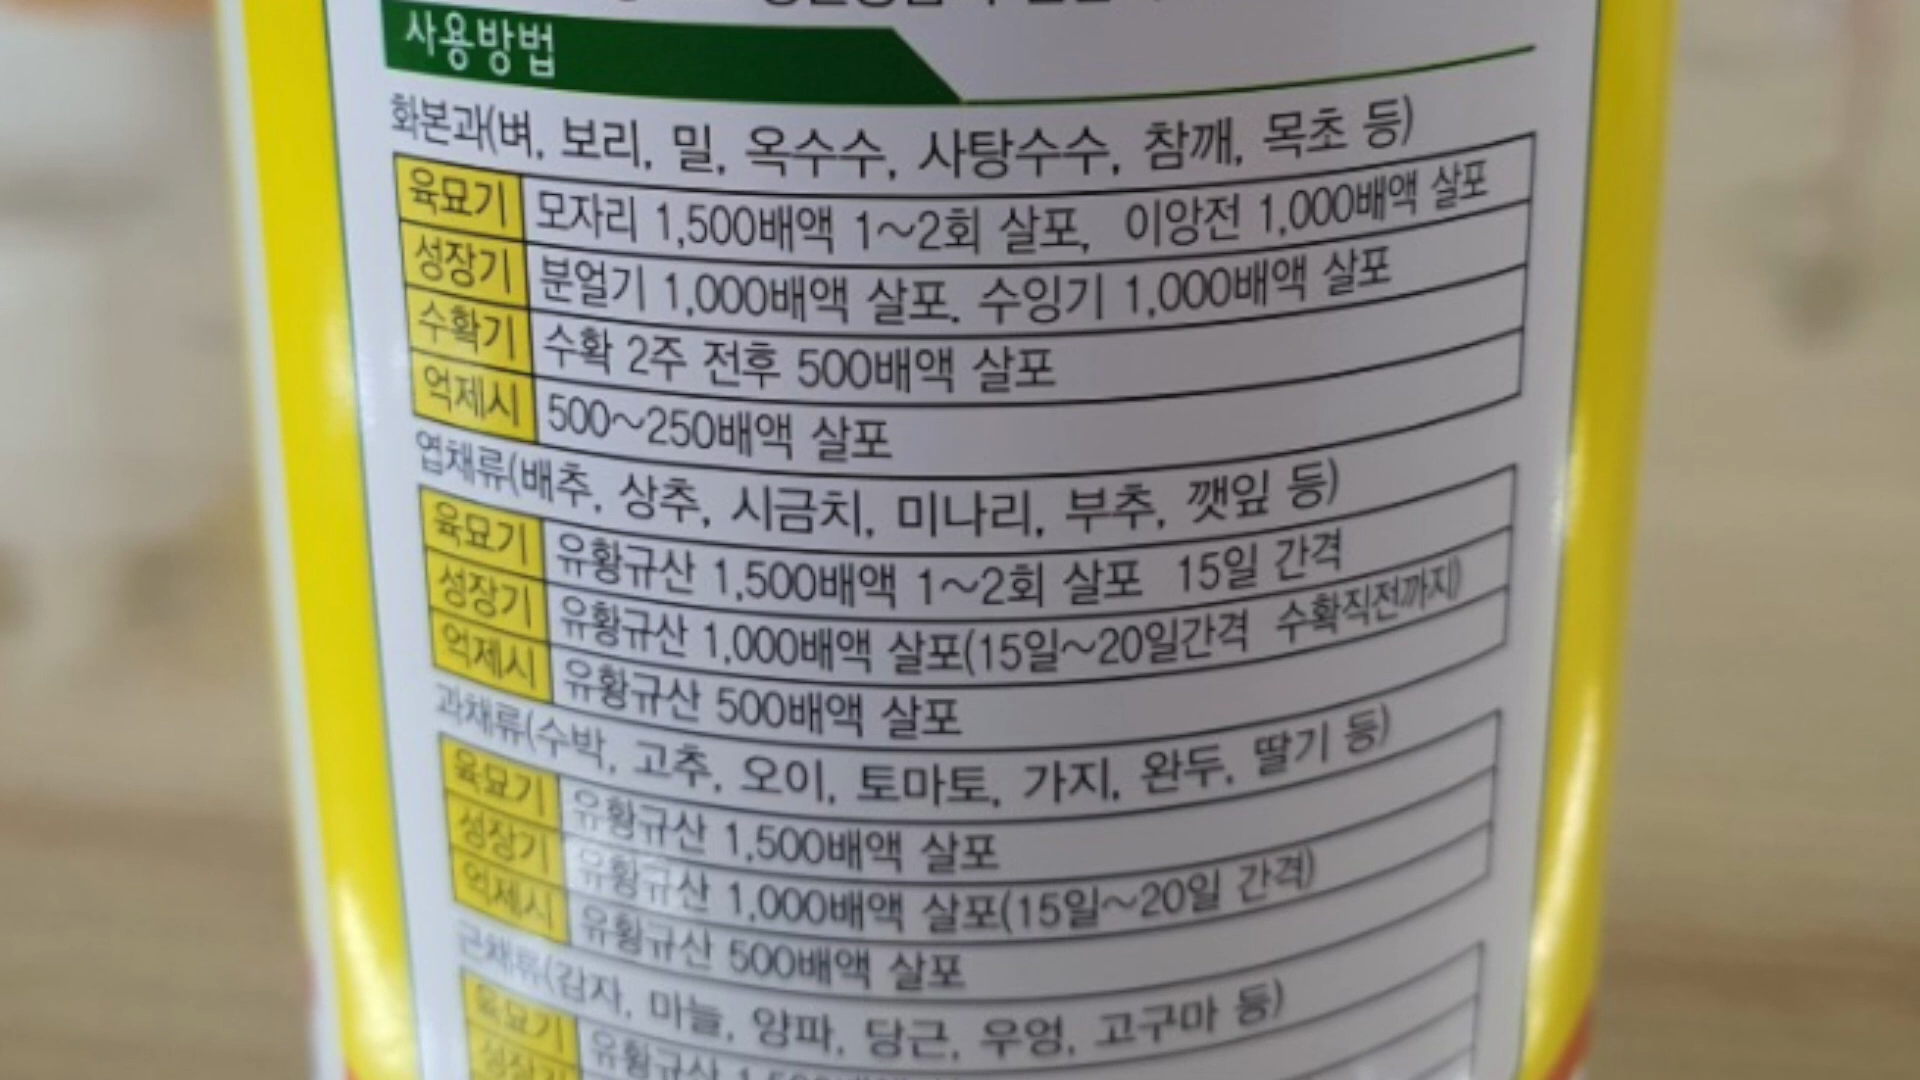 사용방법
화본과(벼, 보리, 밀, 옥수수, 사탕수수, 참깨, 목초 등)
육묘기 모자리 1,500배액 1~2회 살포, 이앙전 1,000배액 살포
성장기 분얼기 1,000배액 살포. 수잉기 1,000배액 살포
수확기 수확 2주 전후 500배액 살포
억제시 500~250배액 살포
엽채류(배추, 상추, 시금치, 미나리, 부추, 깻잎 등)
육묘기 유황규산 1,500배액 1~2회 살포 15일 간격
성장기 유황규산 1,000배액 살포(15일~20일간격 수확직전까지)
억제시 유황규산 500배액 살포
과채류(수박, 고추, 오이, 토마토, 가지, 완두, 딸기 등)
육묘기 유황규산 1,500배액 살포
성장기 유황규산 1,000배액 살포(15일~20일 간격)
억제시 유황규산 500배액 살포
근채류(감자, 마늘, 양파, 당근, 우엉, 고구마 등)
육묘기 유황규산
성장기